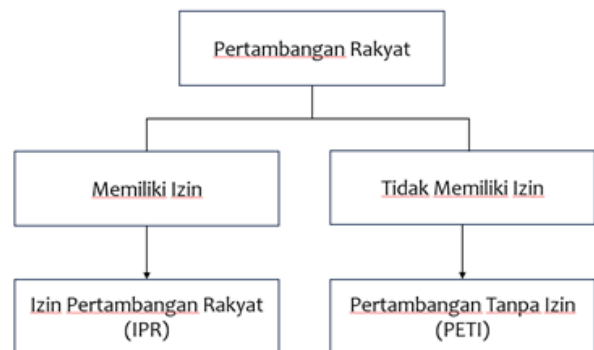 Pertambangan Rakyat
Memiliki Izin
Tidak Memiliki Izin
Izin Pertambangan Rakyat
(IPR)
Pertambangan Tanpa Izin
(PETI)